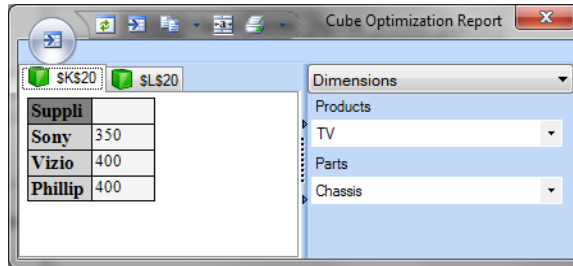 Cube Optimization Report
$K$20
$L$20
Suppli
Sony 350
Vizio 400
Phillip 400
Dimensions
Products
TV
Parts
Chassis